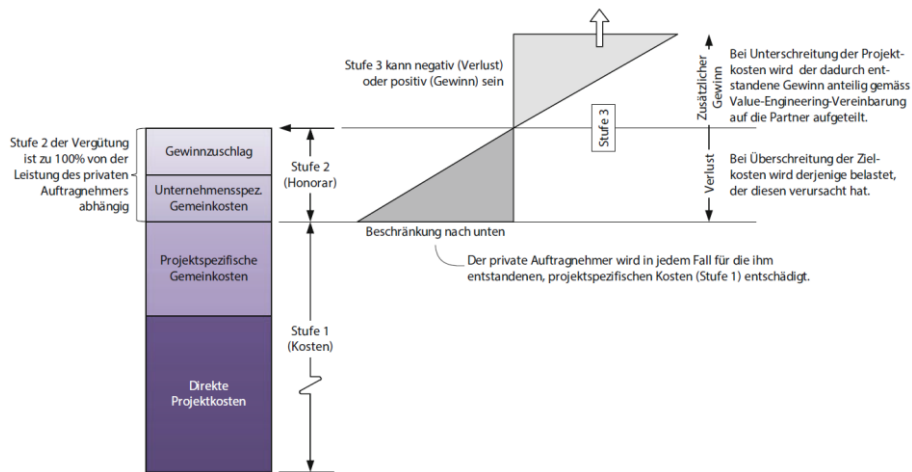 Stufe 3 kann negativ (Verlust)
oder positiv (Gewinn) sein
Zusätzlicher
Gewinn
Bei Unterschreitung der Projekt-
kosten wird der dadurch ent-
standene Gewinn anteilig gemäss
Value-Engineering-Vereinbarung
auf die Partner aufgeteilt.
Stufe 2 der Vergütung
ist zu 100% von der
Leistung des privaten
Auftragnehmers
abhängig
Gewinnzuschlag
Unternehmensspez.
Gemeinkosten
Stufe 2
(Honorar)
Stufe 3
Verlust
Bei Überschreitung der Ziel-
kosten wird derjenige belastet,
der diesen verursacht hat.
Beschränkung nach unten
Der private Auftragnehmer wird in jedem Fall für die ihm
entstandenen, projektspezifischen Kosten (Stufe 1) entschädigt.
Projektspezifische
Gemeinkosten
Stufe 1
(Kosten)
Direkte
Projektkosten